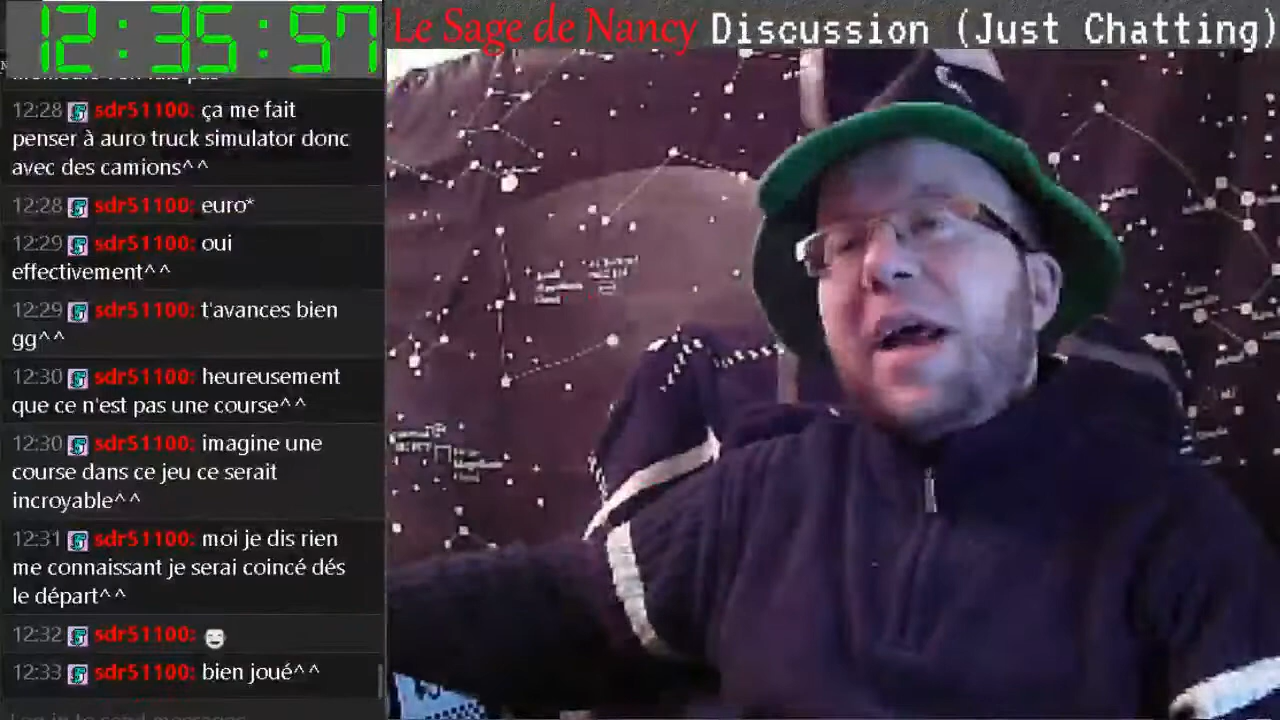 12:35:57
Le Sage de Nancy Discussion (Just Chatting)
12:28 sdr51100: ça me fait
penser à auro truck simulator donc
avec des camions^^
12:28 sdr51100: euro*
12:29 sdr51100: oui
effectivement^^
12:29 sdr51100: t'avances bien
gg^^
12:30 sdr51100: heureusement
que ce n'est pas une course^^
12:30 sdr51100: imagine une
course dans ce jeu ce serait
incroyable^^
12:31 sdr51100: moi je dis rien
me connaissant je serai coincé dés
le départ^^
12:32 sdr51100:
12:33 sdr51100: bien joué^^